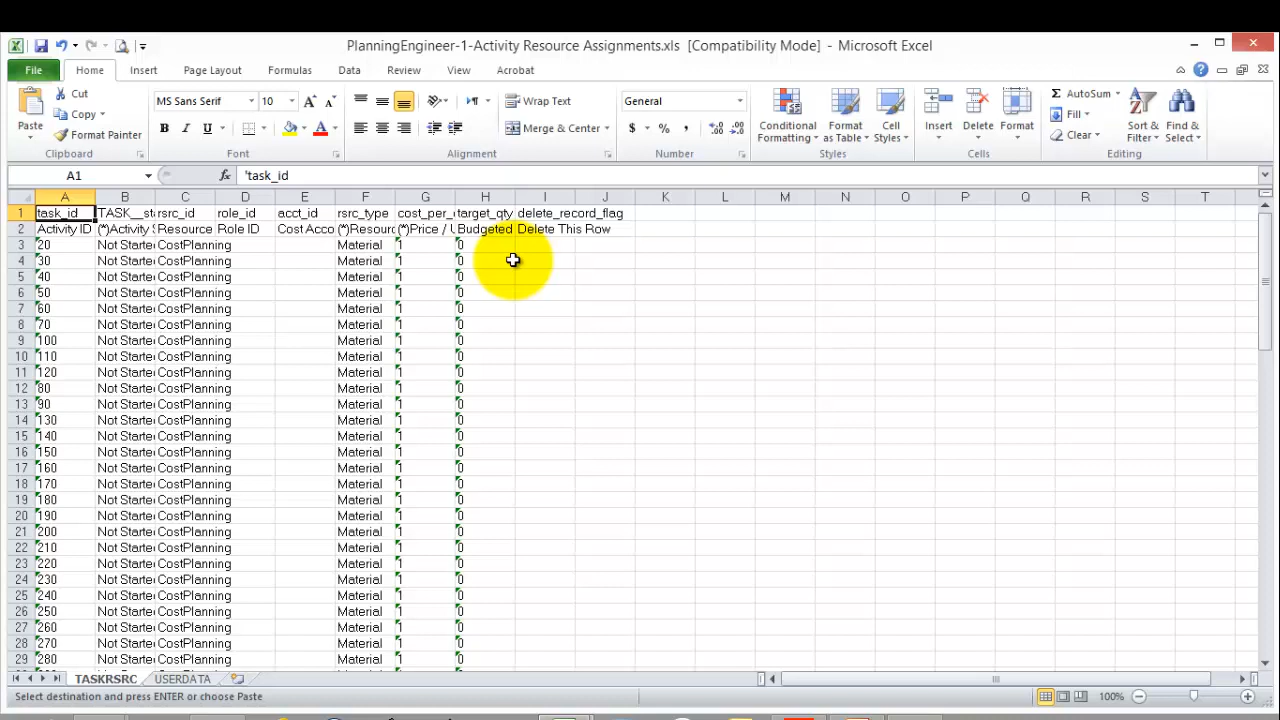 PlanningEngineer-1-Activity Resource Assignments.xls [Compatibility Mode] - Microsoft Excel
File Home Insert Page Layout Formulas Data Review View Acrobat
Paste Cut Copy Format Painter
MS Sans Serif 10 B I U
Wrap Text Merge & Center
General $ % ,
Conditional Formatting Format as Table Cell Styles
Insert Delete Format
AutoSum Fill Clear Sort & Filter Find & Select
Clipboard Font Alignment Number Styles Cells Editing
A1 fx 'task_id
A B C D E F G H I J K L M N O P Q R S T
1 task_id TASK__st rsrc_id role_id acct_id rsrc_type cost_per_ target_qty delete_record_flag
2 Activity ID (*)Activity S Resource Role ID Cost Acco (*)Resourc (*)Price / U Budgeted Delete This Row
3 20 Not Starte CostPlanning Material 1 0
4 30 Not Starte CostPlanning Material 1 0
5 40 Not Starte CostPlanning Material 1 0
6 50 Not Starte CostPlanning Material 1 0
7 60 Not Starte CostPlanning Material 1 0
8 70 Not Starte CostPlanning Material 1 0
9 100 Not Starte CostPlanning Material 1 0
10 110 Not Starte CostPlanning Material 1 0
11 120 Not Starte CostPlanning Material 1 0
12 80 Not Starte CostPlanning Material 1 0
13 90 Not Starte CostPlanning Material 1 0
14 130 Not Starte CostPlanning Material 1 0
15 140 Not Starte CostPlanning Material 1 0
16 150 Not Starte CostPlanning Material 1 0
17 160 Not Starte CostPlanning Material 1 0
18 170 Not Starte CostPlanning Material 1 0
19 180 Not Starte CostPlanning Material 1 0
20 190 Not Starte CostPlanning Material 1 0
21 200 Not Starte CostPlanning Material 1 0
22 210 Not Starte CostPlanning Material 1 0
23 220 Not Starte CostPlanning Material 1 0
24 230 Not Starte CostPlanning Material 1 0
25 240 Not Starte CostPlanning Material 1 0
26 250 Not Starte CostPlanning Material 1 0
27 260 Not Starte CostPlanning Material 1 0
28 270 Not Starte CostPlanning Material 1 0
29 280 Not Starte CostPlanning Material 1 0
TASKRSRC USERDATA
Select destination and press ENTER or choose Paste 100%